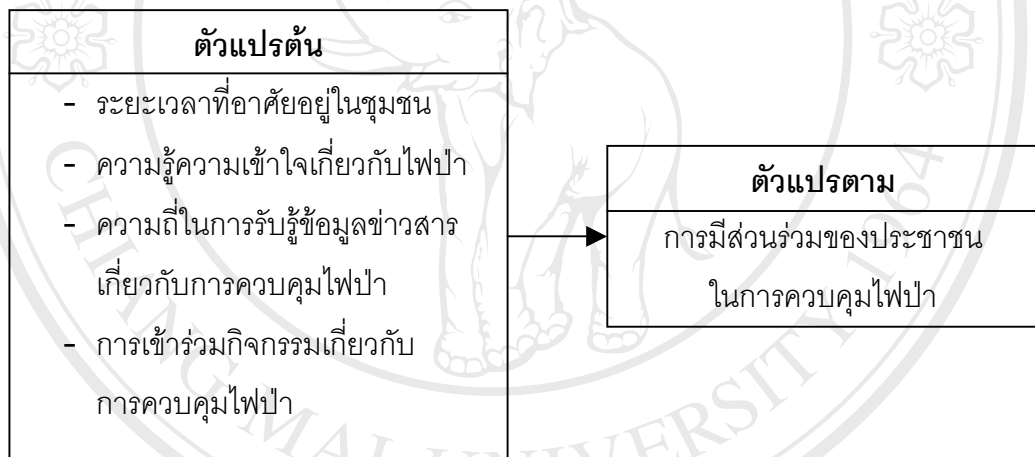 ตัวแปรต้น
- ระยะเวลาที่อาศัยอยู่ในชุมชน
- ความรู้ความเข้าใจเกี่ยวกับไฟป่า
- ความถี่ในการรับรู้ข้อมูลข่าวสาร
เกี่ยวกับการควบคุมไฟป่า
- การเข้าร่วมกิจกรรมเกี่ยวกับ
การควบคุมไฟป่า
ตัวแปรตาม
การมีส่วนร่วมของประชาชน
ในการควบคุมไฟป่า
CHIANG MAI UNIVERSITY 1964